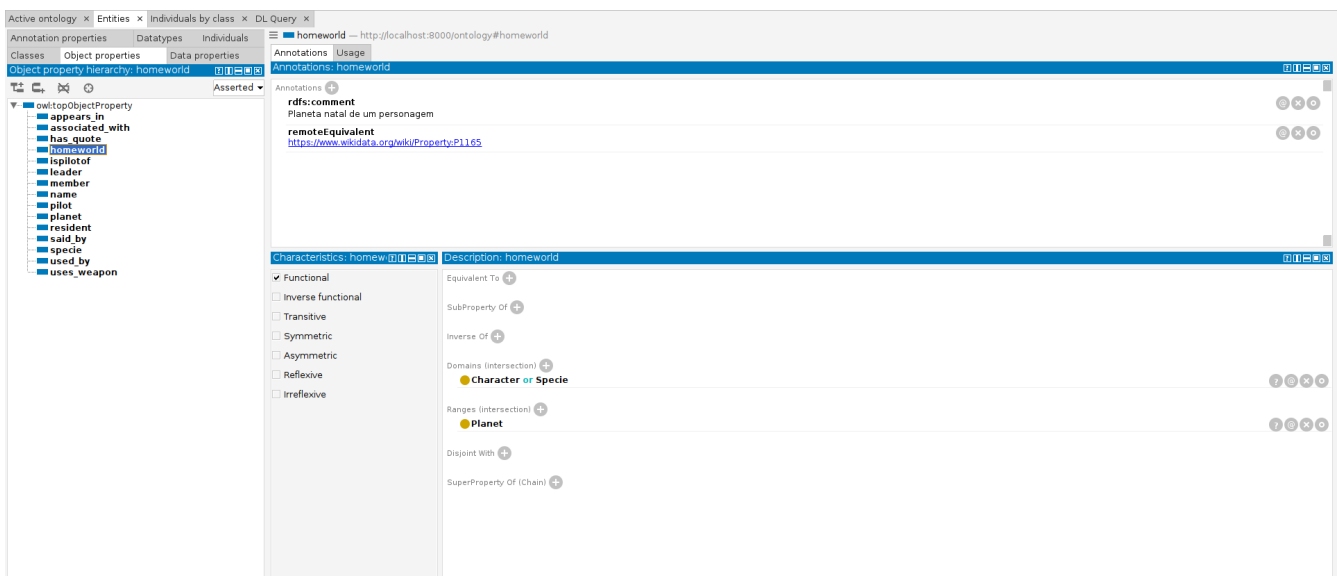 Active ontology × Entities × Individuals by class × DL Query ×
Annotation properties Datatypes Individuals
Classes Object properties Data properties
Object property hierarchy: homeworld
Asserted
owl:topObjectProperty
appears_in
associated_with
has_quote
homeworld
ispilotof
leader
member
name
pilot
planet
resident
said_by
specie
used_by
uses_weapon
homeworld — http://localhost:8000/ontology#homeworld
Annotations Usage
Annotations: homeworld
Annotations
rdfs:comment
Planeta natal de um personagem
remoteEquivalent
https://www.wikidata.org/wiki/Property:P1165
Characteristics: homew
Functional
Inverse functional
Transitive
Symmetric
Asymmetric
Reflexive
Irreflexive
Description: homeworld
Equivalent To
SubProperty Of
Inverse Of
Domains (intersection)
Character or Specie
Ranges (intersection)
Planet
Disjoint With
SuperProperty Of (Chain)